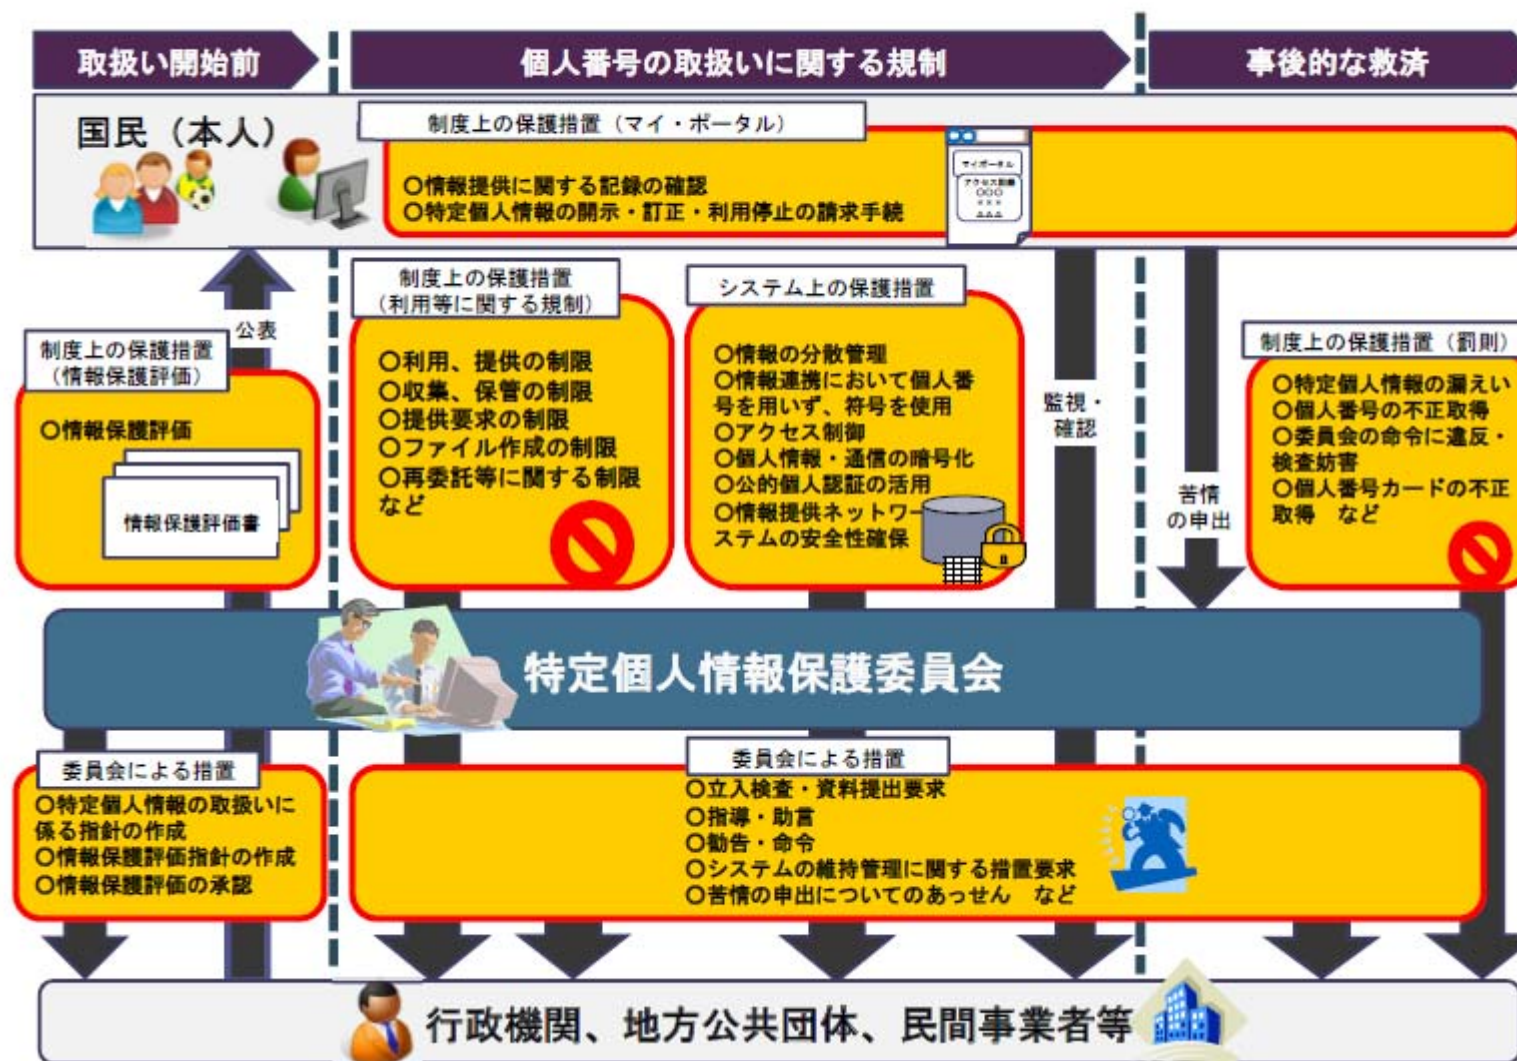 取扱い開始前
個人番号の取扱いに関する規制
事後的な救済
国民（本人）
制度上の保護措置（マイ・ポータル）
○情報提供に関する記録の確認
○特定個人情報の開示・訂正・利用停止の請求手続
マイポータル
アクセス記録
○○○
×××
△△△
公表
制度上の保護措置
（情報保護評価）
○情報保護評価
情報保護評価書
制度上の保護措置
（利用等に関する規制）
○利用、提供の制限
○収集、保管の制限
○提供要求の制限
○ファイル作成の制限
○再委託等に関する制限
など
システム上の保護措置
○情報の分散管理
○情報連携において個人番
号を用いず、符号を使用
○アクセス制御
○個人情報・通信の暗号化
○公的個人認証の活用
○情報提供ネットワー
ステムの安全性確保
監視・
確認
苦情
の申出
制度上の保護措置（罰則）
○特定個人情報の漏えい
○個人番号の不正取得
○委員会の命令に違反・
検査妨害
○個人番号カードの不正
取得　など
特定個人情報保護委員会
委員会による措置
○特定個人情報の取扱いに
係る指針の作成
○情報保護評価指針の作成
○情報保護評価の承認
委員会による措置
○立入検査・資料提出要求
○指導・助言
○勧告・命令
○システムの維持管理に関する措置要求
○苦情の申出についてのあっせん　など
行政機関、地方公共団体、民間事業者等